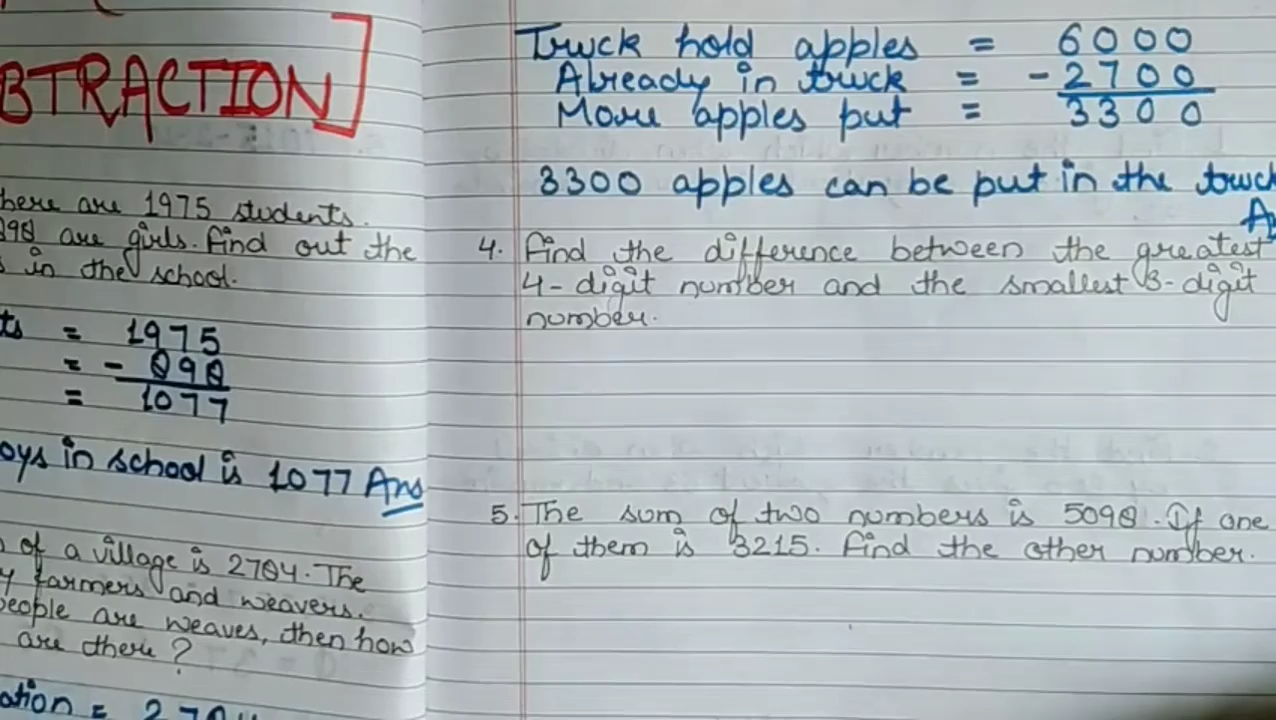 BTRACTION]
here are 1975 students.
898 are girls. Find out the
s in the school.
ts = 1975
= - 898
= 1077
oys in school is 1077 Ans
of a village is 2784. The
y farmers and weavers.
people are weaves, then how
are there?
ation = 2784
Truck hold apples = 6000
Already in truck = - 2700
More apples put = 3300
3300 apples can be put in the truck
A
4. Find the difference between the greatest
4-digit number and the smallest 3-digit
number.
5. The sum of two numbers is 5098. If one
of them is 3215. Find the other number.